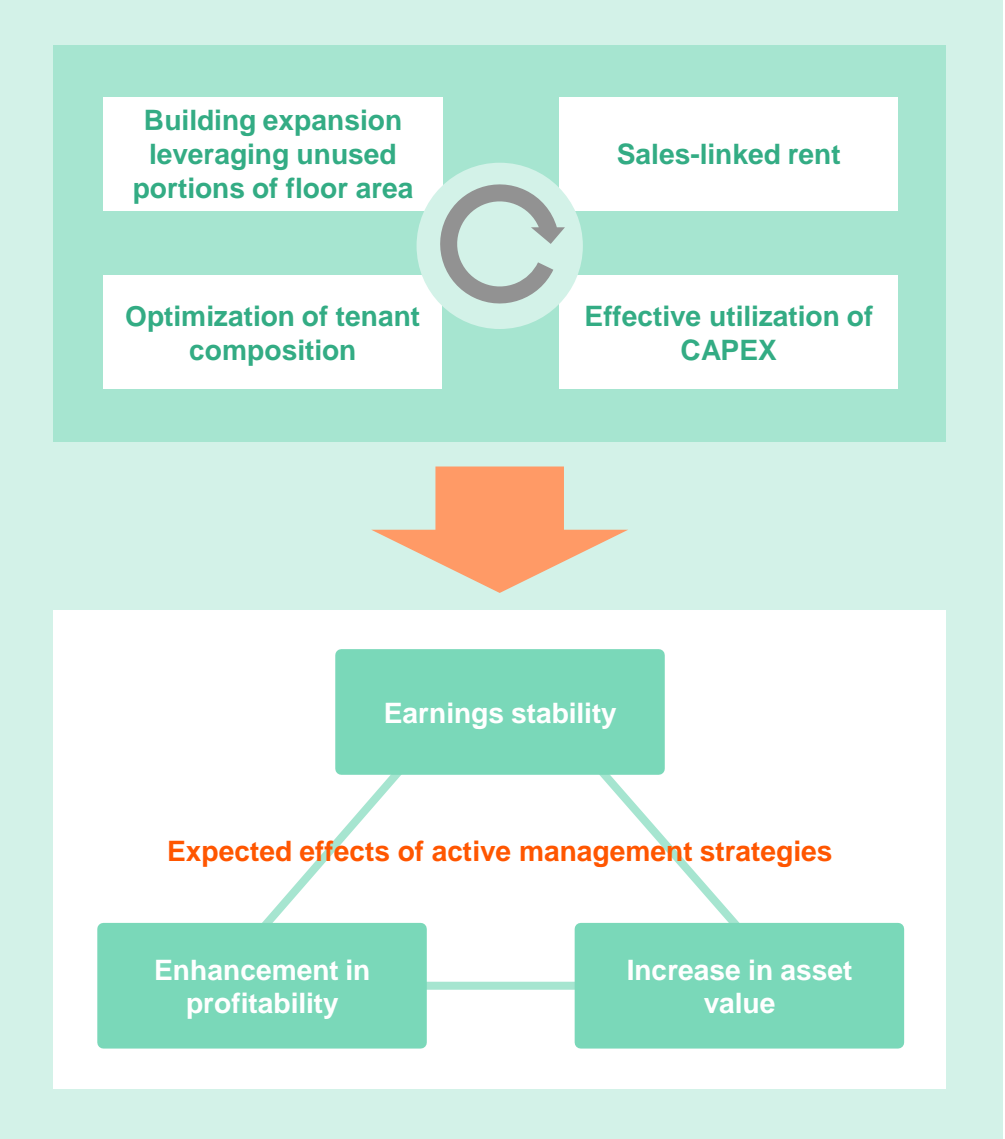 Building expansion
leveraging unused
portions of floor area
Sales-linked rent
Optimization of tenant
composition
Effective utilization of
CAPEX
Earnings stability
Expected effects of active management strategies
Enhancement in
profitability
Increase in asset
value